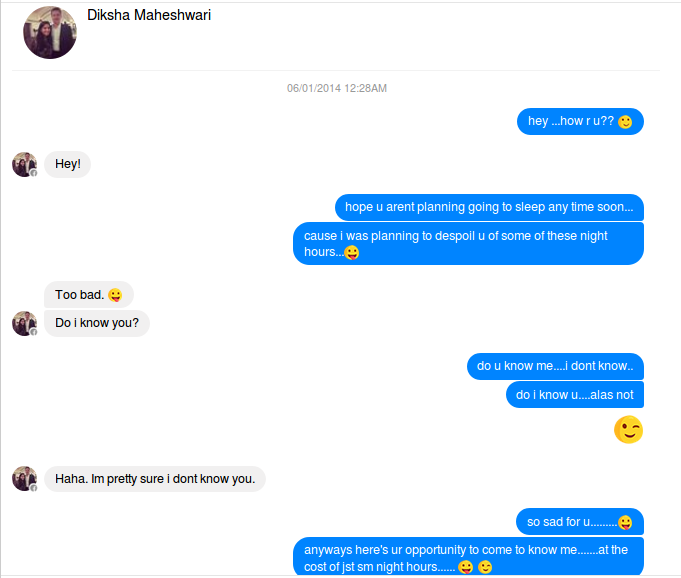 Diksha Maheshwari
06/01/2014 12:28AM
hey ...how r u?? 🙂
Hey!
hope u arent planning going to sleep any time soon...
cause i was planning to despoil u of some of these night
hours...😜
Too bad. 😜
Do i know you?
do u know me....i dont know..
do i know u....alas not
😉
Haha. Im pretty sure i dont know you.
so sad for u.........😜
anyways here's ur opportunity to come to know me.......at the
cost of jst sm night hours...... 😜 😉